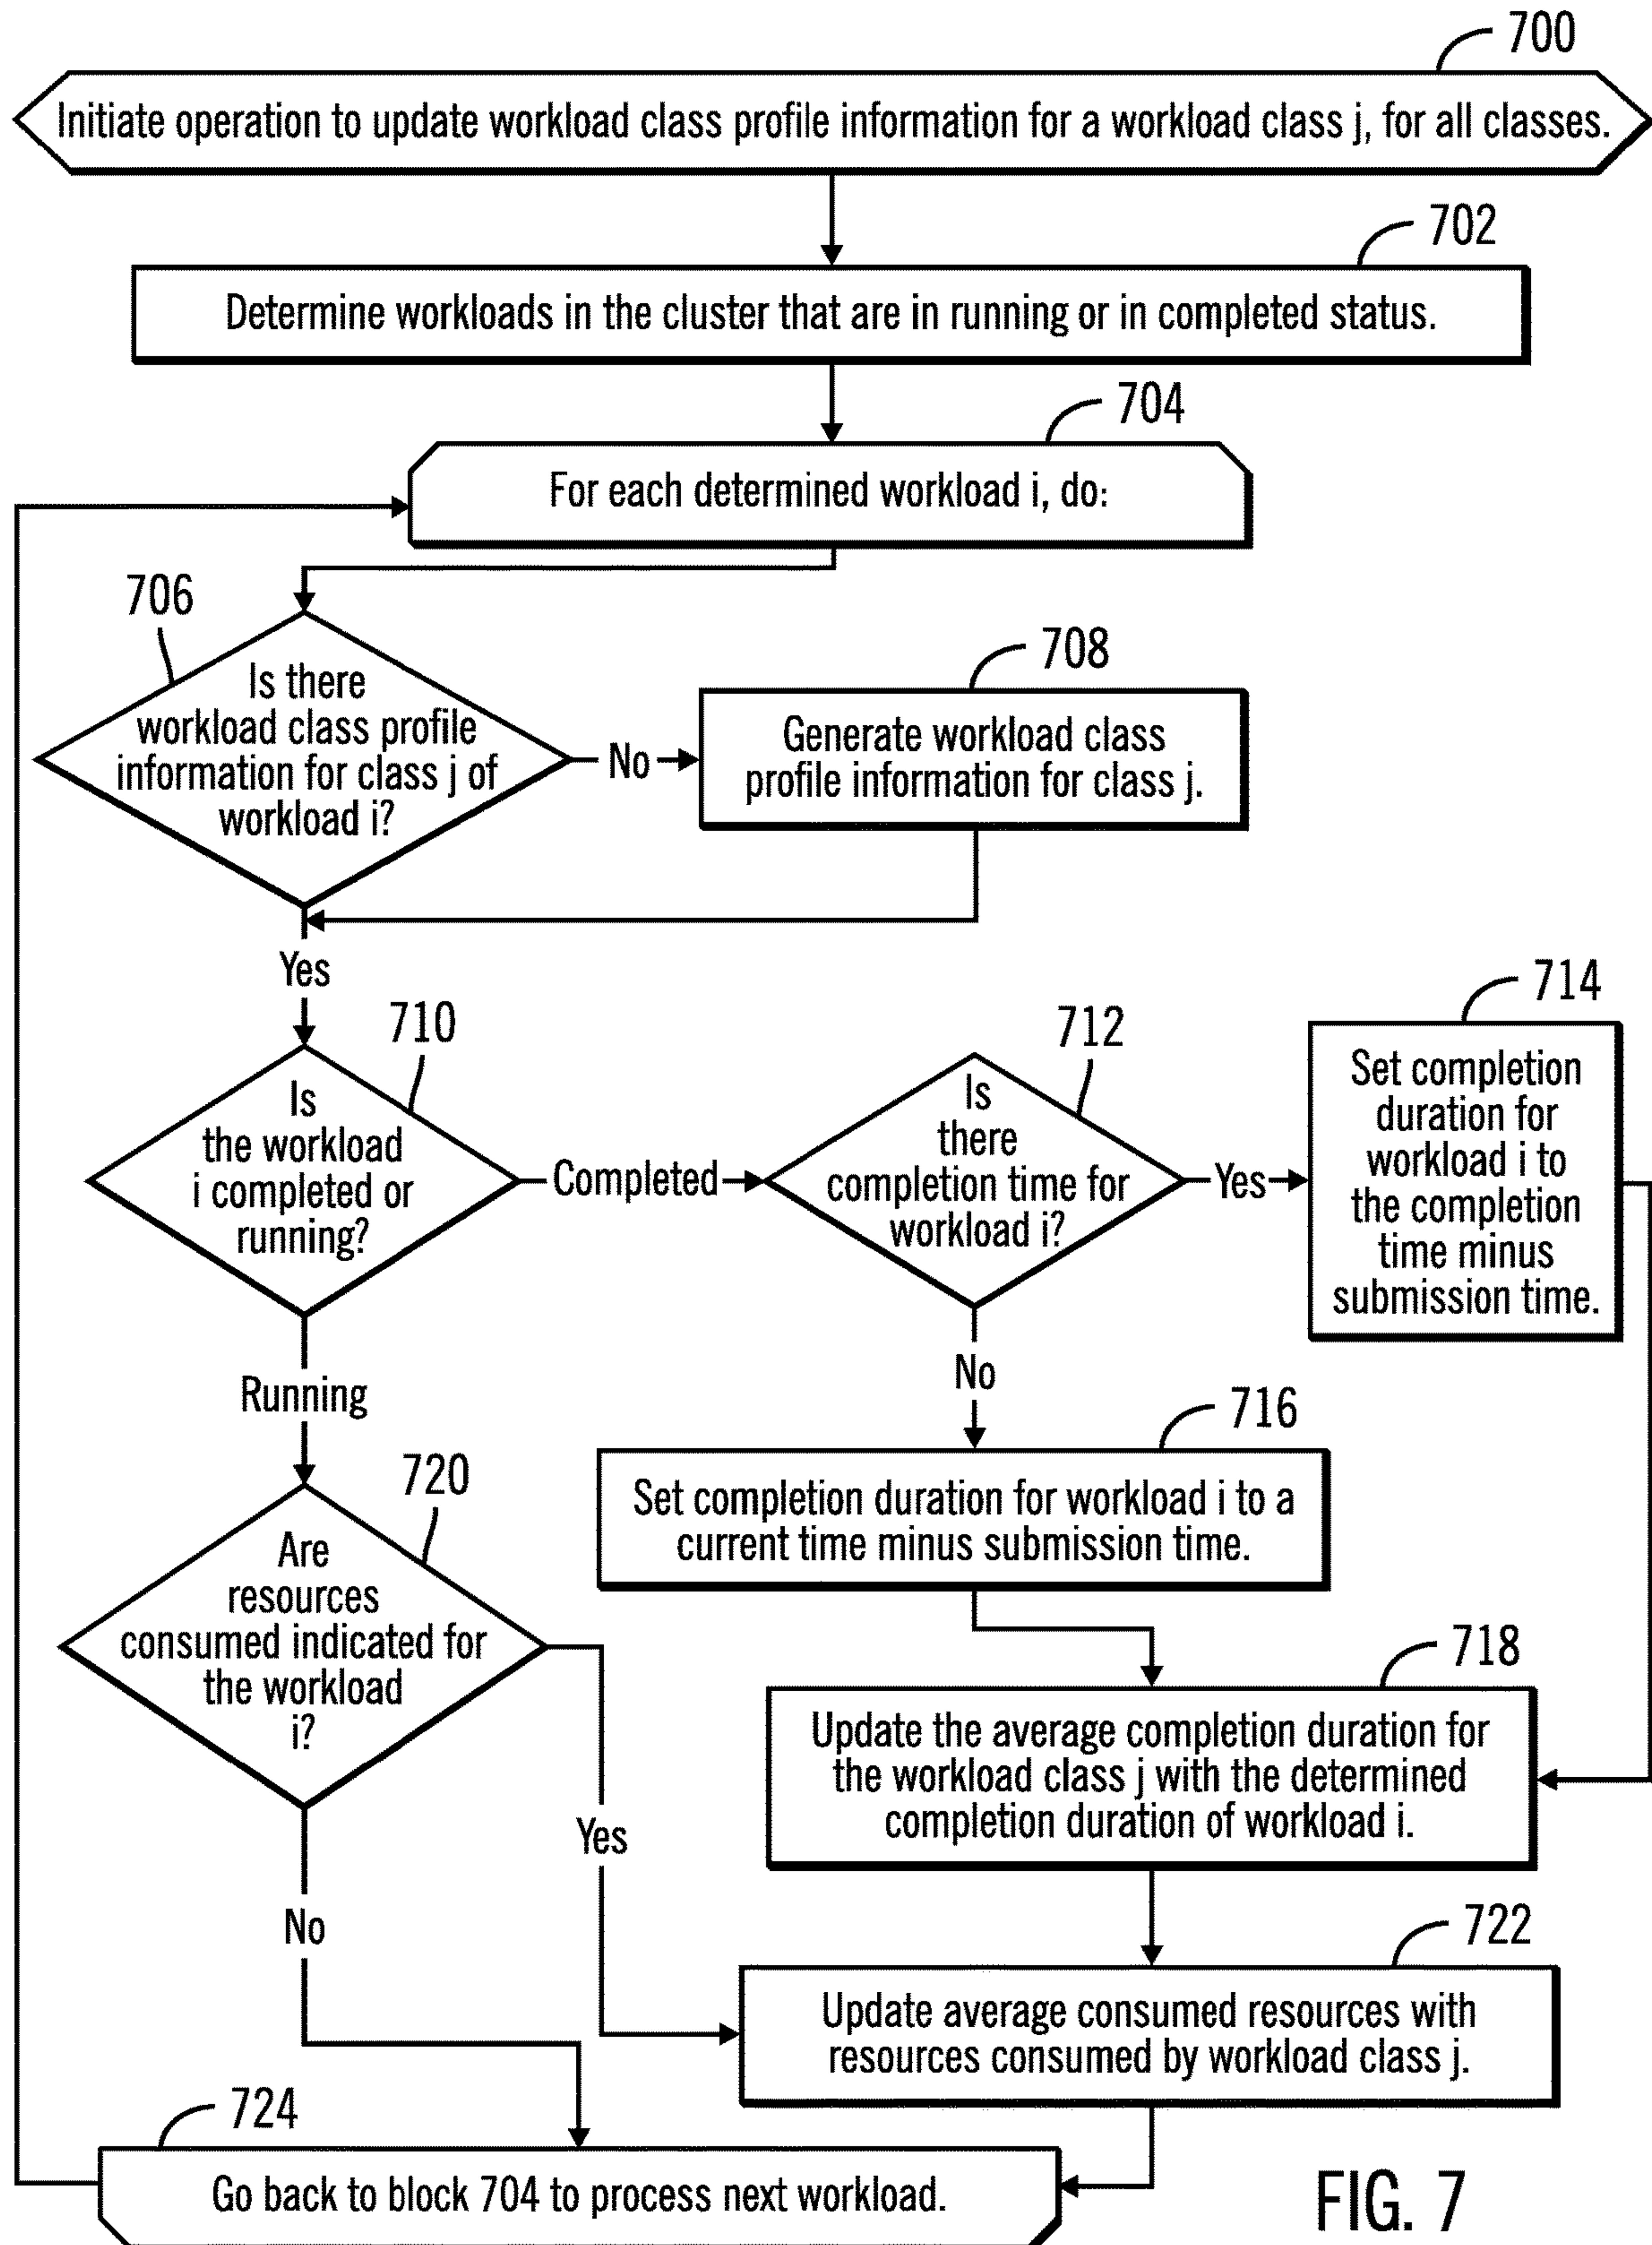 700
Initiate operation to update workload class profile information for a workload class j, for all classes.
702
Determine workloads in the cluster that are in running or in completed status.
704
For each determined workload i, do:
706
Is there
workload class profile
information for class j of
workload i?
No
708
Generate workload class
profile information for class j.
Yes
710
Is
the workload
i completed or
running?
Completed
712
Is
there
completion time for
workload i?
Yes
714
Set completion
duration for
workload i to
the completion
time minus
submission time.
No
716
Set completion duration for workload i to a
current time minus submission time.
Running
720
Are
resources
consumed indicated for
the workload
i?
Yes
No
718
Update the average completion duration for
the workload class j with the determined
completion duration of workload i.
722
Update average consumed resources with
resources consumed by workload class j.
724
Go back to block 704 to process next workload.
FIG. 7